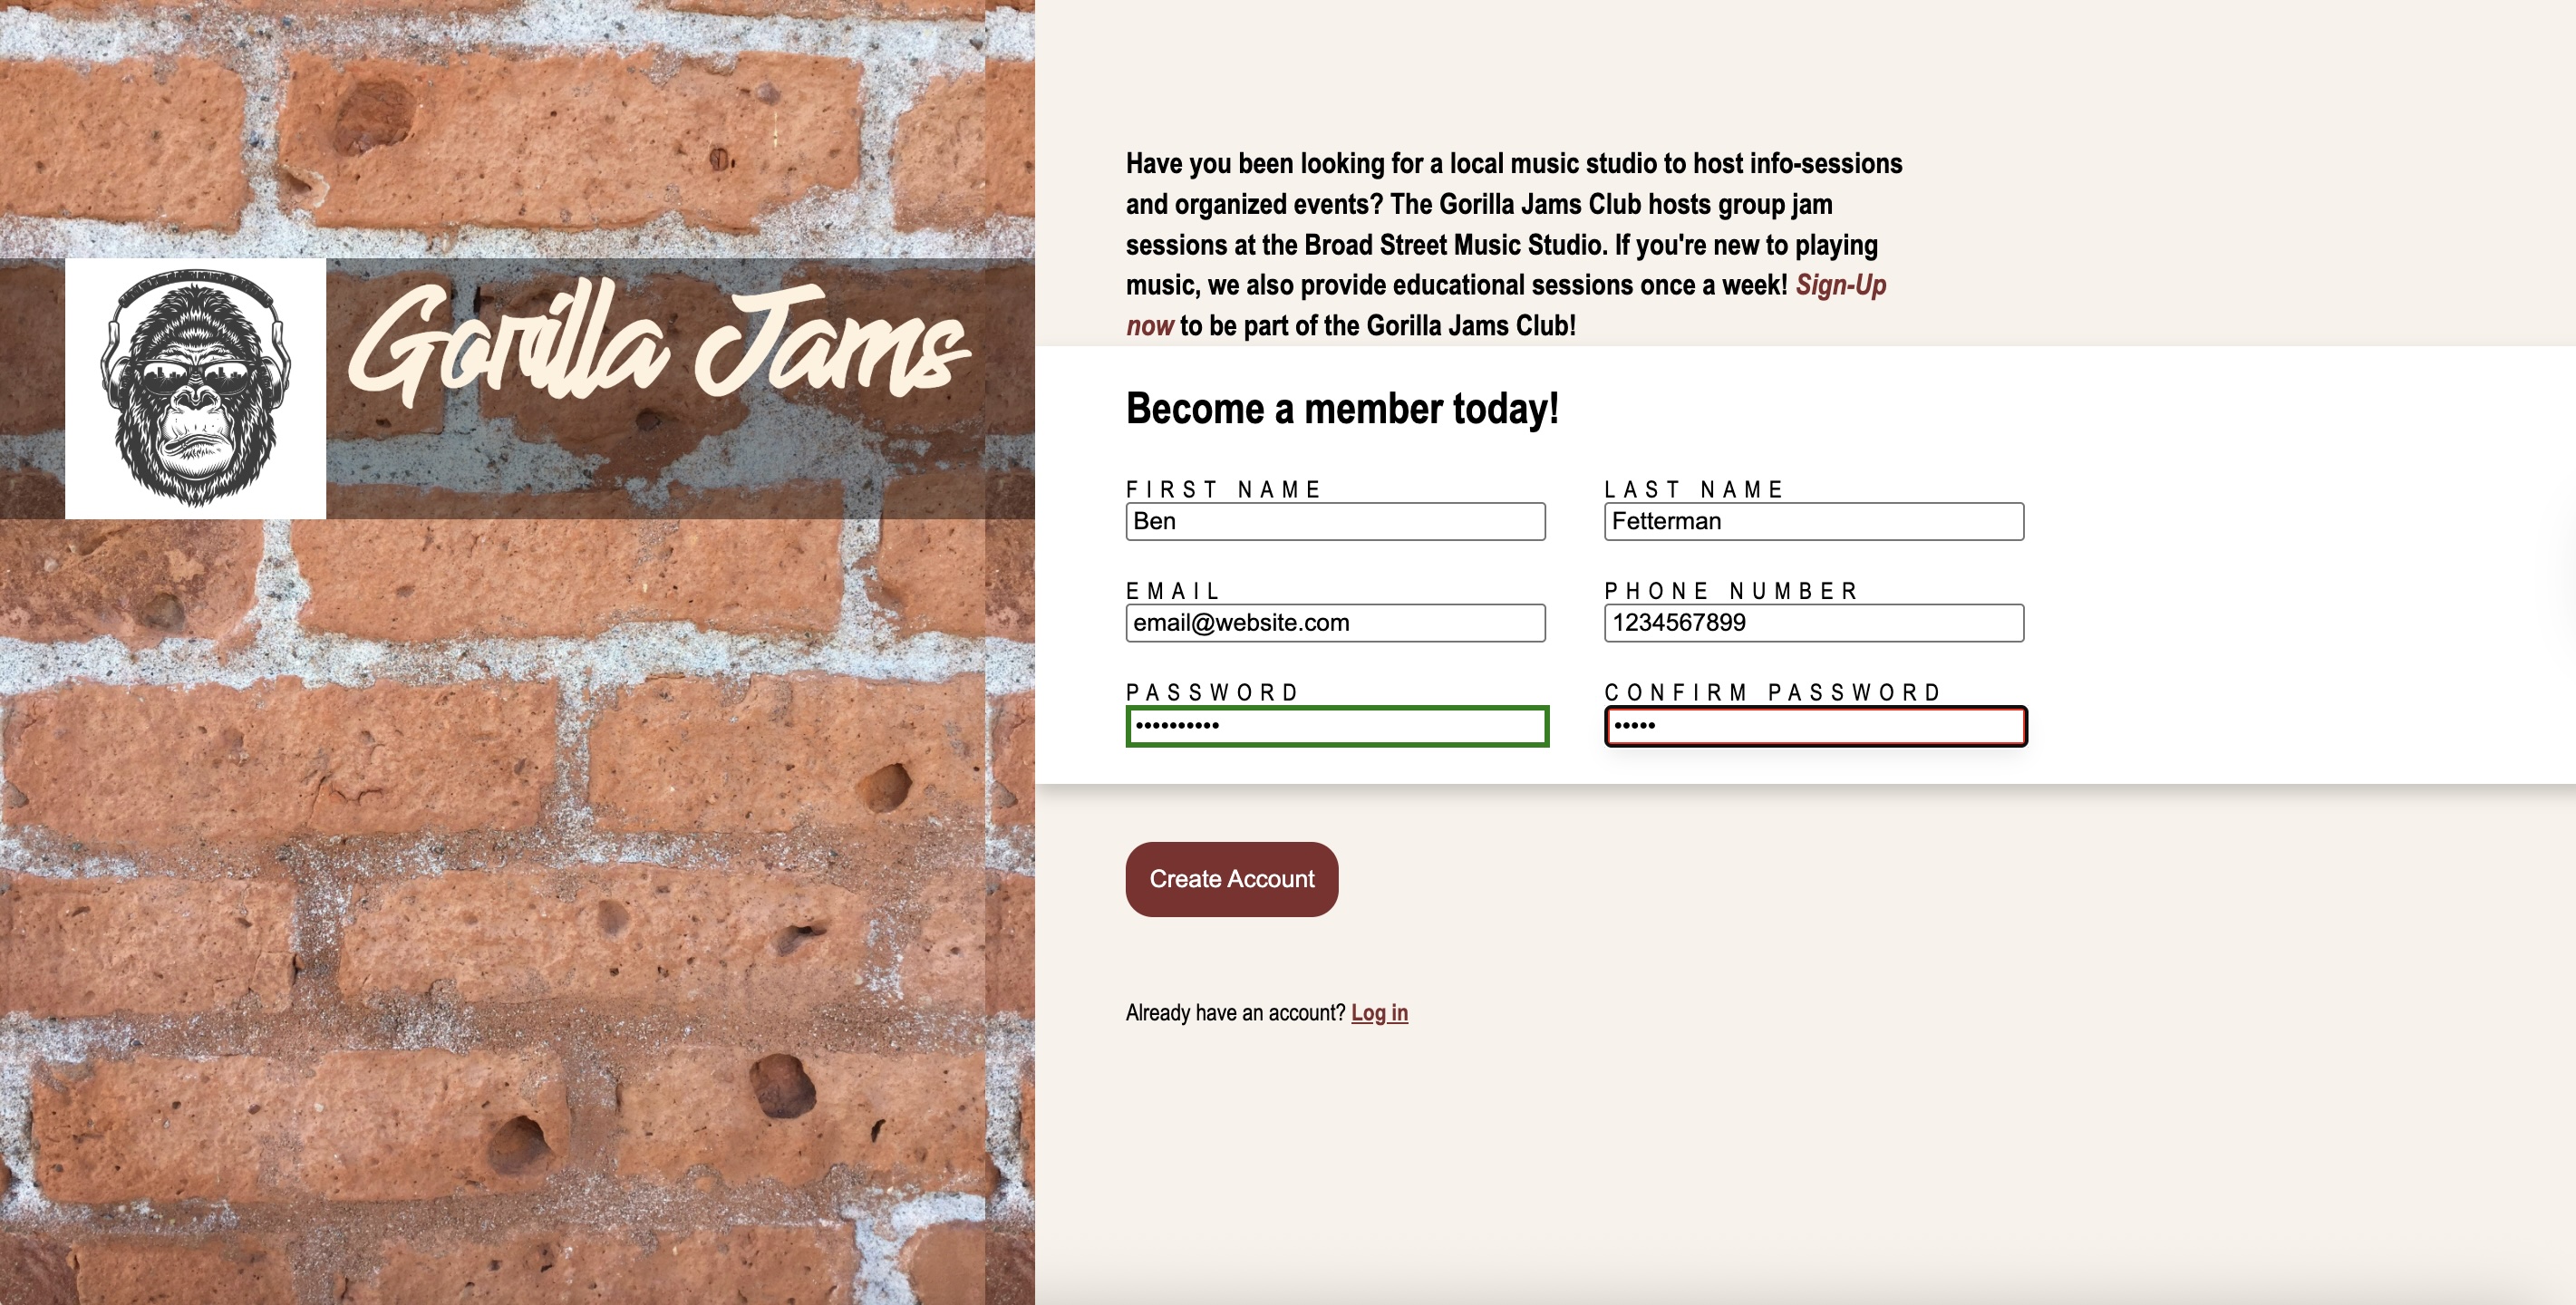 Gorilla Jams
Have you been looking for a local music studio to host info-sessions
and organized events? The Gorilla Jams Club hosts group jam
sessions at the Broad Street Music Studio. If you're new to playing
music, we also provide educational sessions once a week! Sign-Up
now to be part of the Gorilla Jams Club!
Become a member today!
FIRST NAME
Ben
LAST NAME
Fetterman
EMAIL
email@website.com
PHONE NUMBER
1234567899
PASSWORD
••••••••••
CONFIRM PASSWORD
•••••
Create Account
Already have an account? Log in